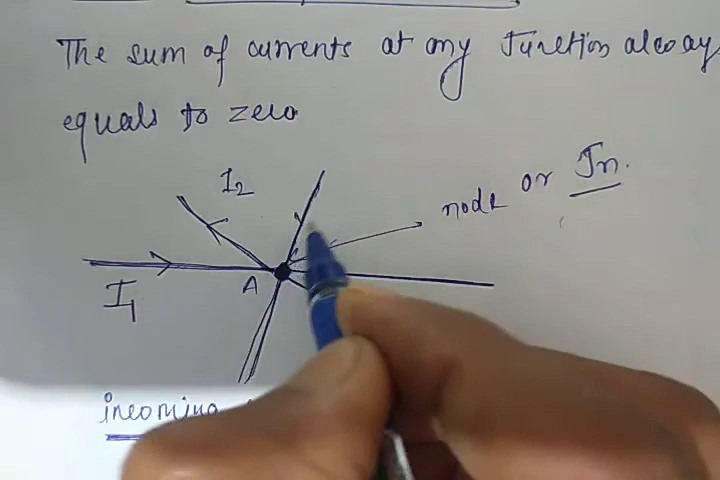 The sum of currents at any Junction always
equals to zero
I2
node or Jn.
A
I1
incoming